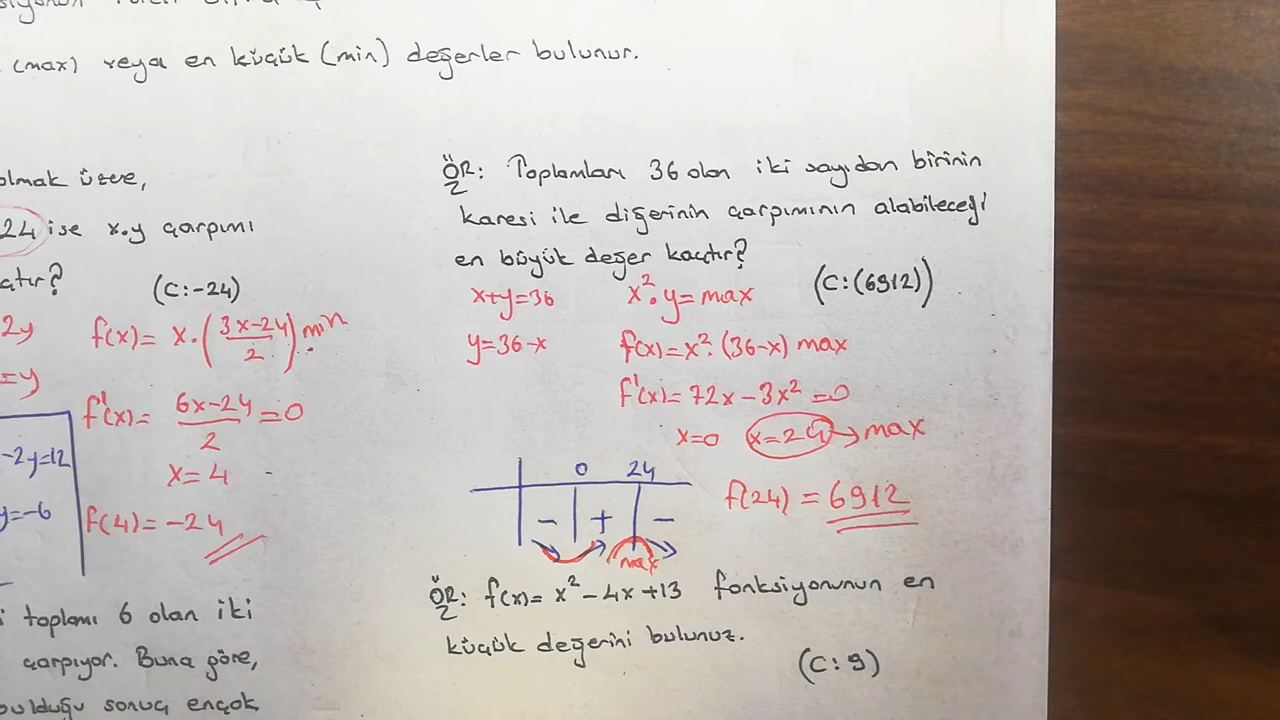 (max) veya en küçük (min) değerler bulunur.
olmak üzere,
24 ise x.y çarpımı
(C:-24)
2y f(x)= x.(3x-24/2) min
=y
f'(x)= 6x-24/2 =0
-2y=12
x=4
y=-6
f(4)=-24
toplamı 6 olan iki
çarpıyor. Buna göre,
sonuç ençok
ÖR: Toplamları 36 olan iki sayıdan birinin
karesi ile diğerinin çarpımının alabileceği
en büyük değer kaçtır?
(C:(6912))
x+y=36 x².y=max
y=36-x f(x)=x².(36-x) max
f'(x)=72x-3x²=0
x=0 x=24→max
0 24
- + -
max
f(24)=6912
ÖR: f(x)=x²-4x+13 fonksiyonunun en
küçük değerini bulunuz.
(C:9)